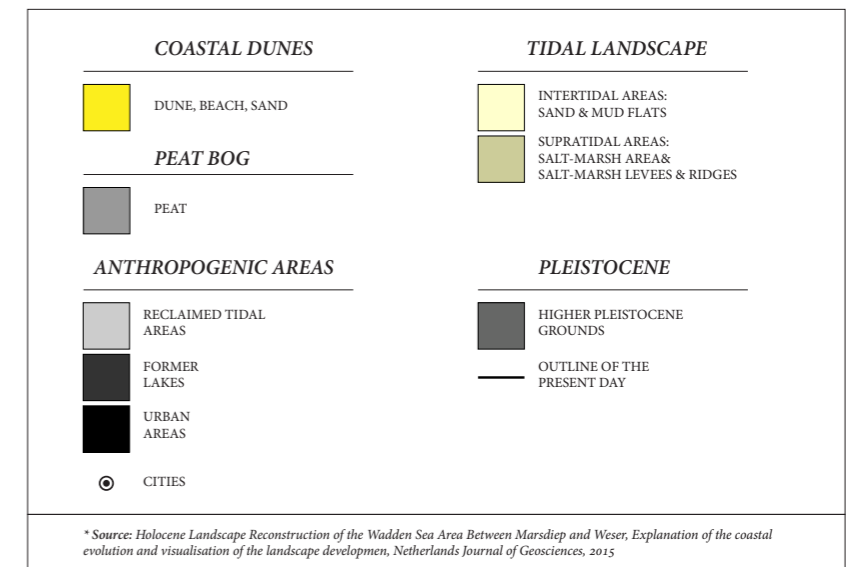 COASTAL DUNES
DUNE, BEACH, SAND
PEAT BOG
PEAT
ANTHROPOGENIC AREAS
RECLAIMED TIDAL
AREAS
FORMER
LAKES
URBAN
AREAS
CITIES
TIDAL LANDSCAPE
INTERTIDAL AREAS:
SAND & MUD FLATS
SUPRATIDAL AREAS:
SALT-MARSH AREA&
SALT-MARSH LEVEES & RIDGES
PLEISTOCENE
HIGHER PLEISTOCENE
GROUNDS
OUTLINE OF THE
PRESENT DAY
* Source: Holocene Landscape Reconstruction of the Wadden Sea Area Between Marsdiep and Weser, Explanation of the coastal
evolution and visualisation of the landscape developmen, Netherlands Journal of Geosciences, 2015